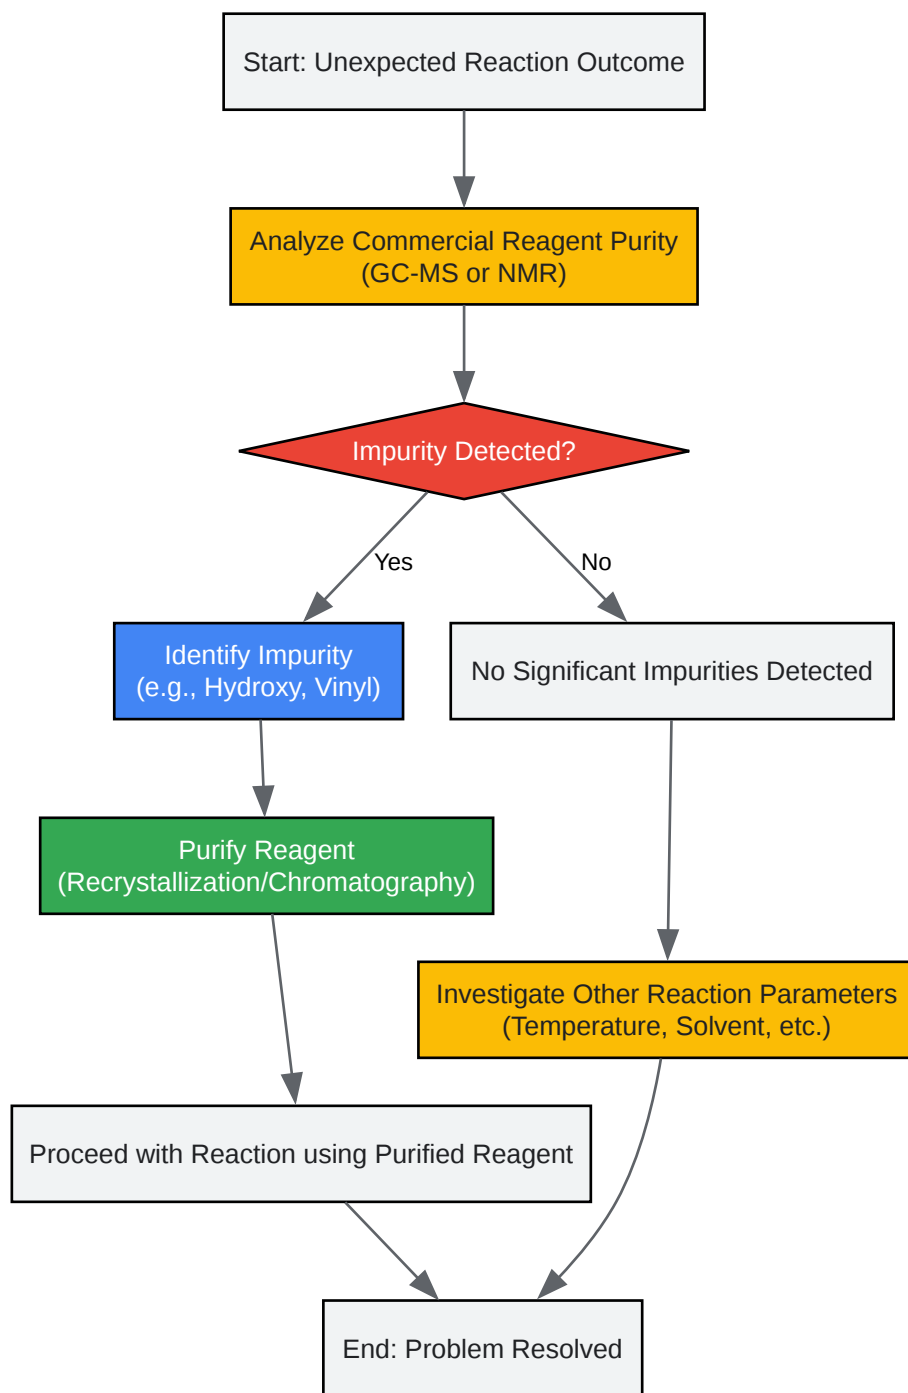 Start: Unexpected Reaction Outcome
Analyze Commercial Reagent Purity
(GC-MS or NMR)
Impurity Detected?
Yes
No
Identify Impurity
(e.g., Hydroxy, Vinyl)
No Significant Impurities Detected
Purify Reagent
(Recrystallization/Chromatography)
Investigate Other Reaction Parameters
(Temperature, Solvent, etc.)
Proceed with Reaction using Purified Reagent
End: Problem Resolved